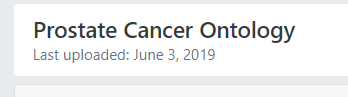 Prostate Cancer Ontology
Last uploaded: June 3, 2019